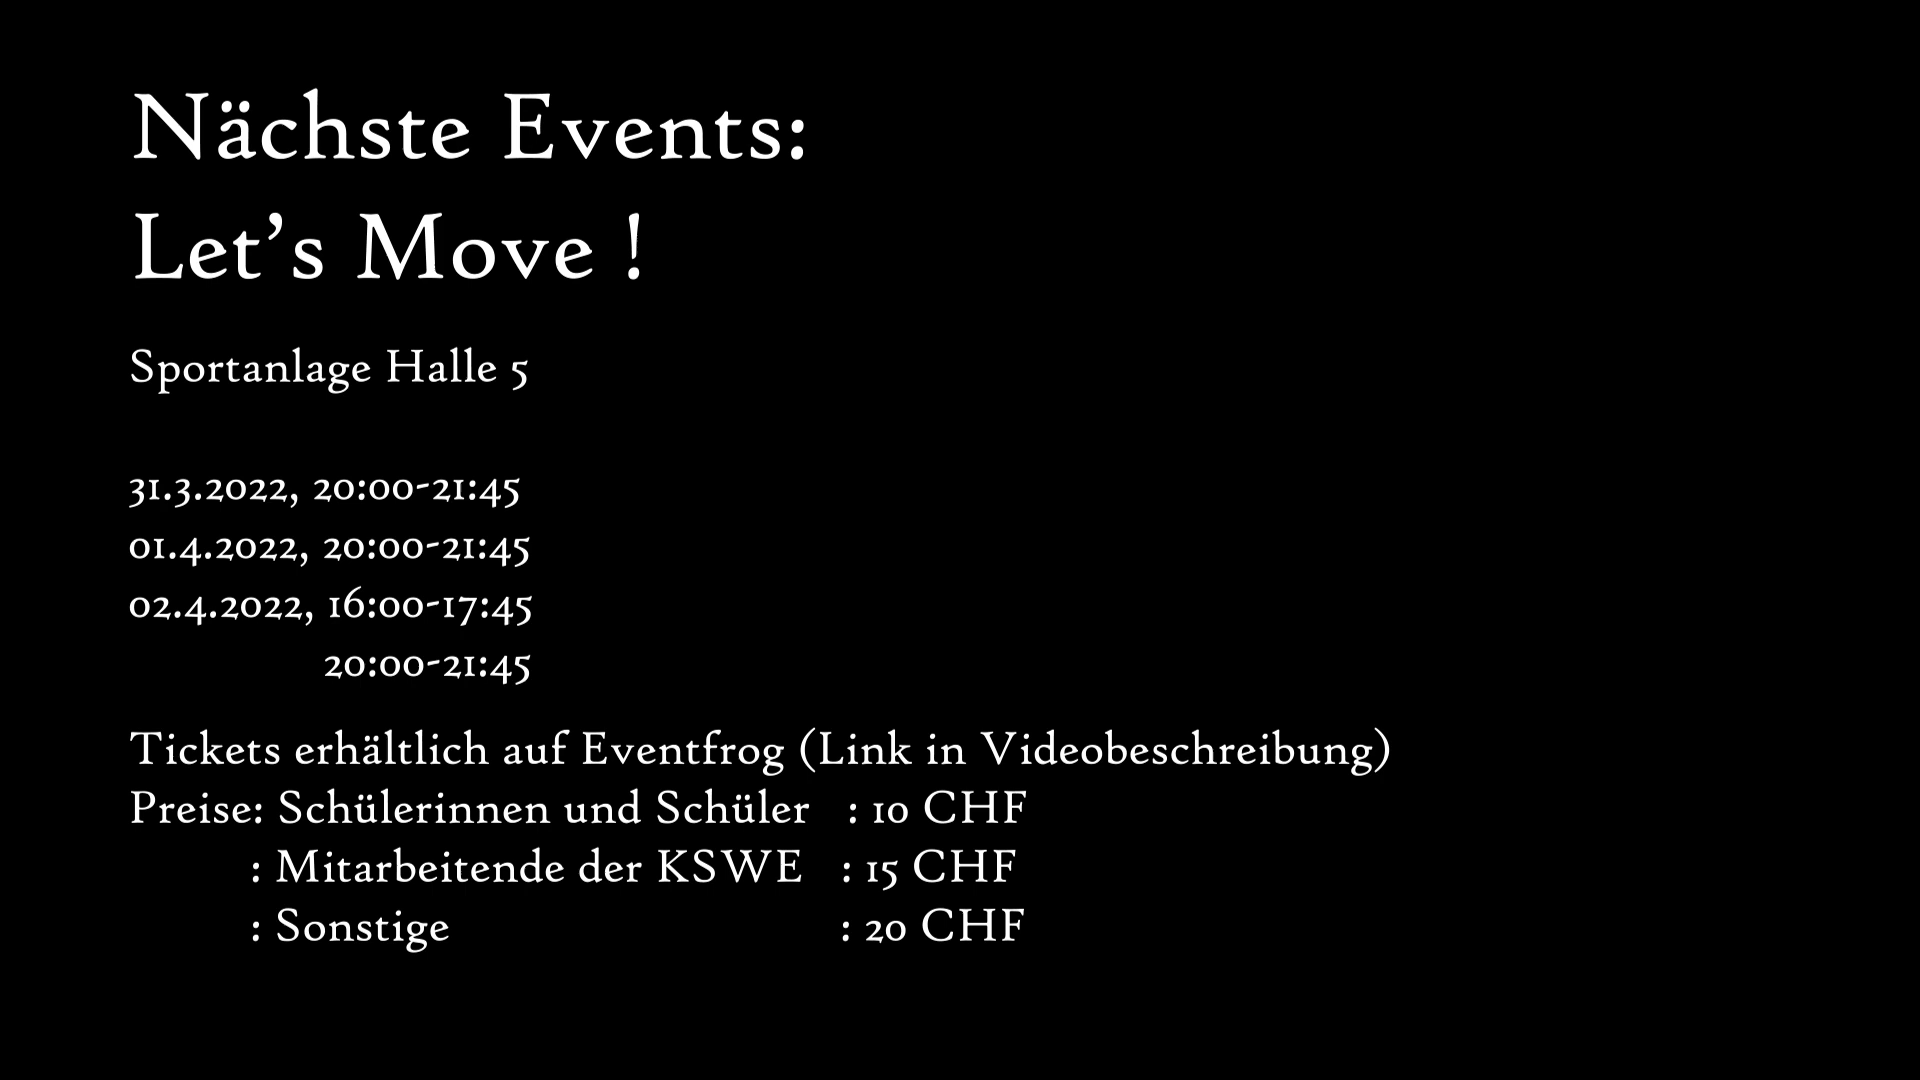 Nächste Events:
Let’s Move !
Sportanlage Halle 5
31.3.2022, 20:00-21:45
01.4.2022, 20:00-21:45
02.4.2022, 16:00-17:45
20:00-21:45
Tickets erhältlich auf Eventfrog (Link in Videobeschreibung)
Preise: Schülerinnen und Schüler : 10 CHF
: Mitarbeitende der KSWE : 15 CHF
: Sonstige : 20 CHF